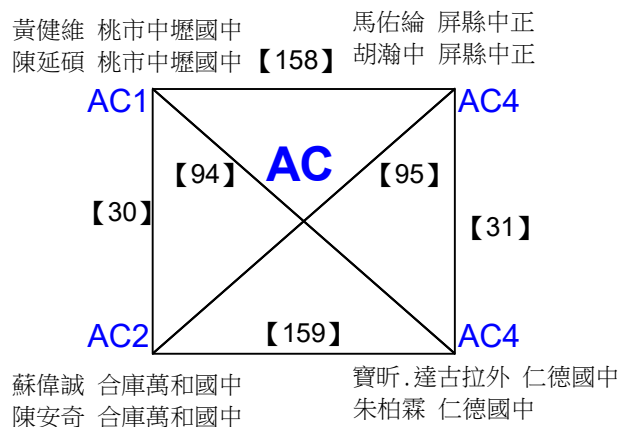 黃健維 桃市中壢國中
陳延碩 桃市中壢國中
【158】
馬佑綸 屏縣中正
胡瀚中 屏縣中正
AC1
AC4
【94】
AC
【95】
【30】
【31】
AC2
【159】
AC4
蘇偉誠 合庫萬和國中
陳安奇 合庫萬和國中
寶昕.達古拉外 仁德國中
朱柏霖 仁德國中